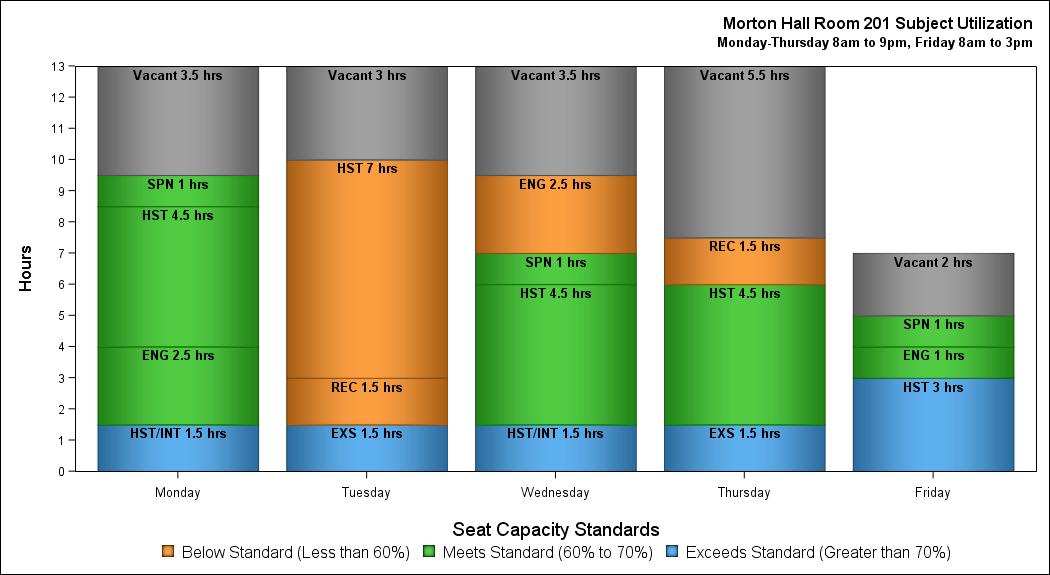 Morton Hall Room 201 Subject Utilization
Monday-Thursday 8am to 9pm, Friday 8am to 3pm
Hours
13
12
11
10
9
8
7
6
5
4
3
2
1
0
Vacant 3.5 hrs
SPN 1 hrs
HST 4.5 hrs
ENG 2.5 hrs
HST/INT 1.5 hrs
Vacant 3 hrs
HST 7 hrs
REC 1.5 hrs
EXS 1.5 hrs
Vacant 3.5 hrs
ENG 2.5 hrs
SPN 1 hrs
HST 4.5 hrs
HST/INT 1.5 hrs
Vacant 5.5 hrs
REC 1.5 hrs
HST 4.5 hrs
EXS 1.5 hrs
Vacant 2 hrs
SPN 1 hrs
ENG 1 hrs
HST 3 hrs
Monday Tuesday Wednesday Thursday Friday
Seat Capacity Standards
Below Standard (Less than 60%) Meets Standard (60% to 70%) Exceeds Standard (Greater than 70%)